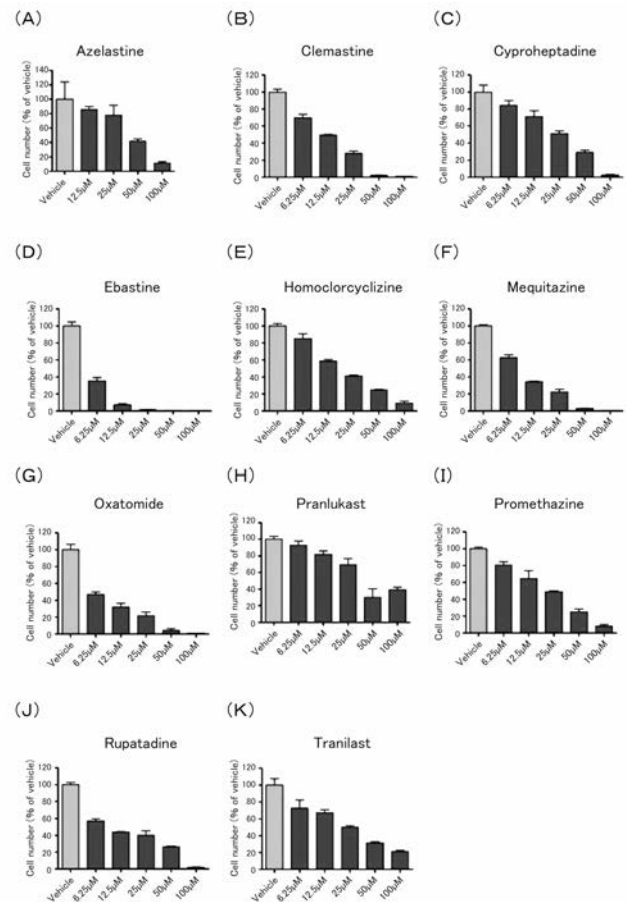 (A)
Azelastine
Cell number (% of vehicle)
140
120
100
80
60
40
20
0
Vehicle
12.5μM
25μM
50μM
100μM
(B)
Clemastine
Cell number (% of vehicle)
120
100
80
60
40
20
0
Vehicle
6.25μM
12.5μM
25μM
50μM
100μM
(C)
Cyproheptadine
Cell number (% of vehicle)
120
100
80
60
40
20
0
Vehicle
6.25μM
12.5μM
25μM
50μM
100μM
(D)
Ebastine
Cell number (% of vehicle)
120
100
80
60
40
20
0
Vehicle
6.25μM
12.5μM
25μM
50μM
100μM
(E)
Homoclorcyclizine
Cell number (% of vehicle)
120
100
80
60
40
20
0
Vehicle
6.25μM
12.5μM
25μM
50μM
100μM
(F)
Mequitazine
Cell number (% of vehicle)
120
100
80
60
40
20
0
Vehicle
6.25μM
12.5μM
25μM
50μM
100μM
(G)
Oxatomide
Cell number (% of vehicle)
120
100
80
60
40
20
0
Vehicle
6.25μM
12.5μM
25μM
50μM
100μM
(H)
Pranlukast
Cell number (% of vehicle)
120
100
80
60
40
20
0
Vehicle
6.25μM
12.5μM
25μM
50μM
100μM
(I)
Promethazine
Cell number (% of vehicle)
120
100
80
60
40
20
0
Vehicle
6.25μM
12.5μM
25μM
50μM
100μM
(J)
Rupatadine
Cell number (% of vehicle)
120
100
80
60
40
20
0
Vehicle
6.25μM
12.5μM
25μM
50μM
100μM
(K)
Tranilast
Cell number (% of vehicle)
120
100
80
60
40
20
0
Vehicle
6.25μM
12.5μM
25μM
50μM
100μM